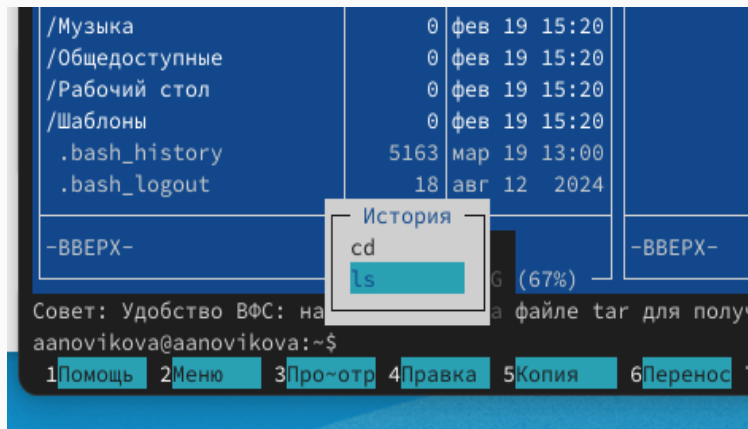 /Музыка 0 фев 19 15:20
/Общедоступные 0 фев 19 15:20
/Рабочий стол 0 фев 19 15:20
/Шаблоны 0 фев 19 15:20
.bash_history 5163 мар 19 13:00
.bash_logout 18 авг 12 2024
История
-ВВЕРХ- cd -ВВЕРХ-
ls G (67%)
Совет: Удобство ВФС: на а файле tar для полу
aanovikova@aanovikova:~$
1Помощь 2Меню 3Про~отр 4Правка 5Копия 6Перенос